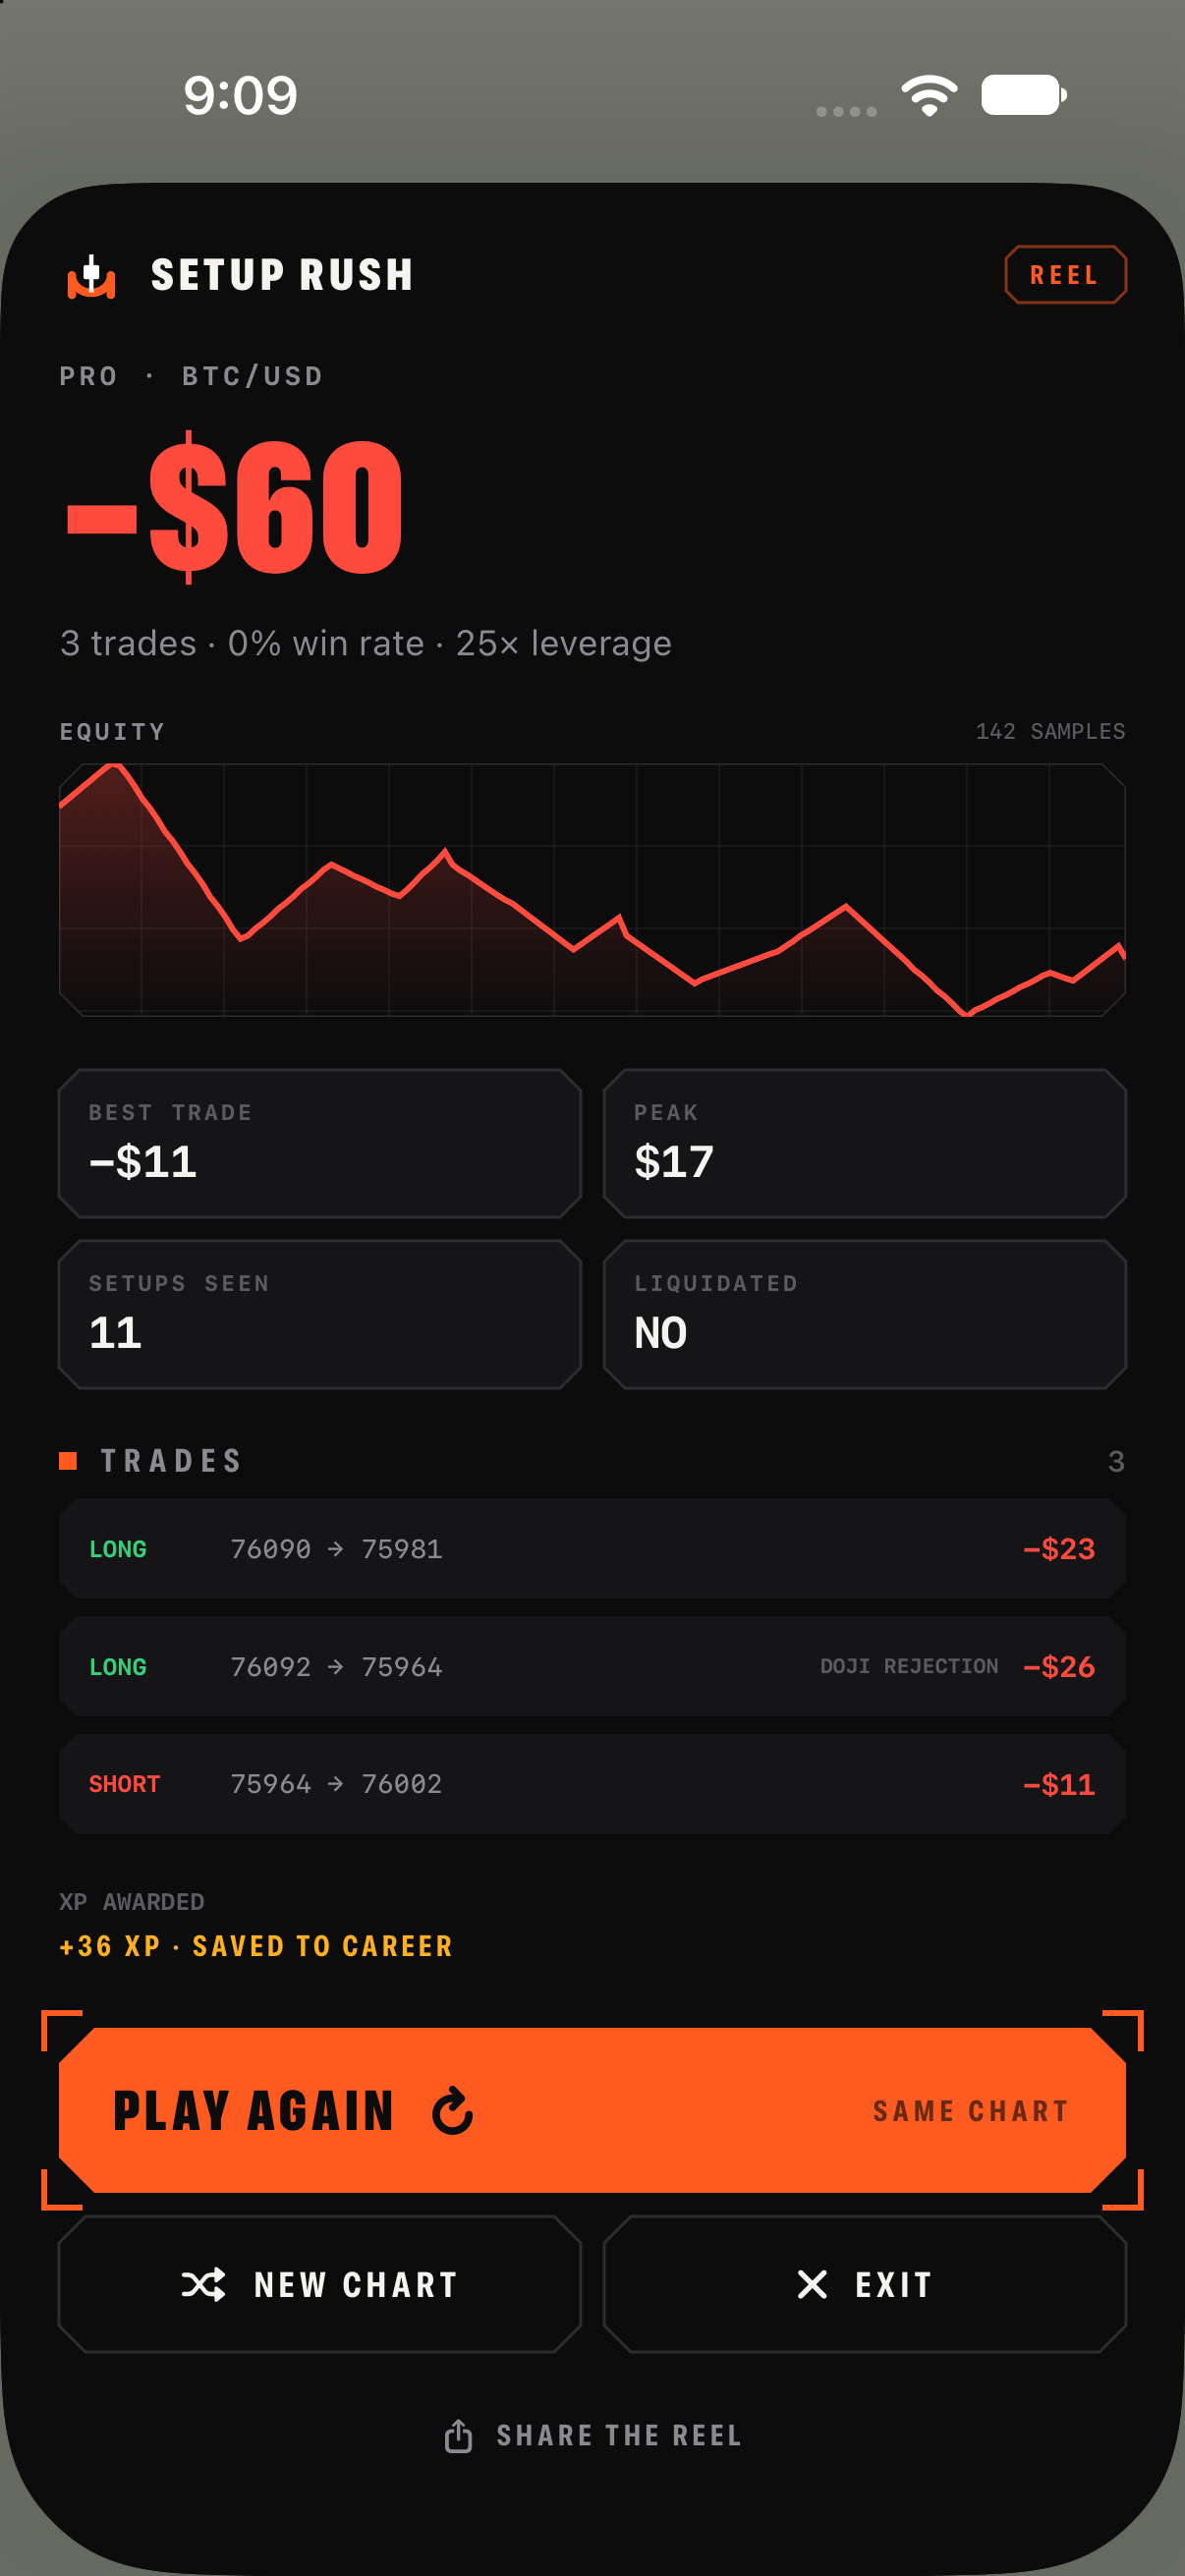 9:09
SETUP RUSH
REEL
PRO · BTC/USD
−$60
3 trades · 0% win rate · 25× leverage
EQUITY
142 SAMPLES
BEST TRADE
−$11
PEAK
$17
SETUPS SEEN
11
LIQUIDATED
NO
TRADES
3
LONG 76090 → 75981 −$23
LONG 76092 → 75964 DOJI REJECTION −$26
SHORT 75964 → 76002 −$11
XP AWARDED
+36 XP · SAVED TO CAREER
PLAY AGAIN
SAME CHART
NEW CHART
EXIT
SHARE THE REEL